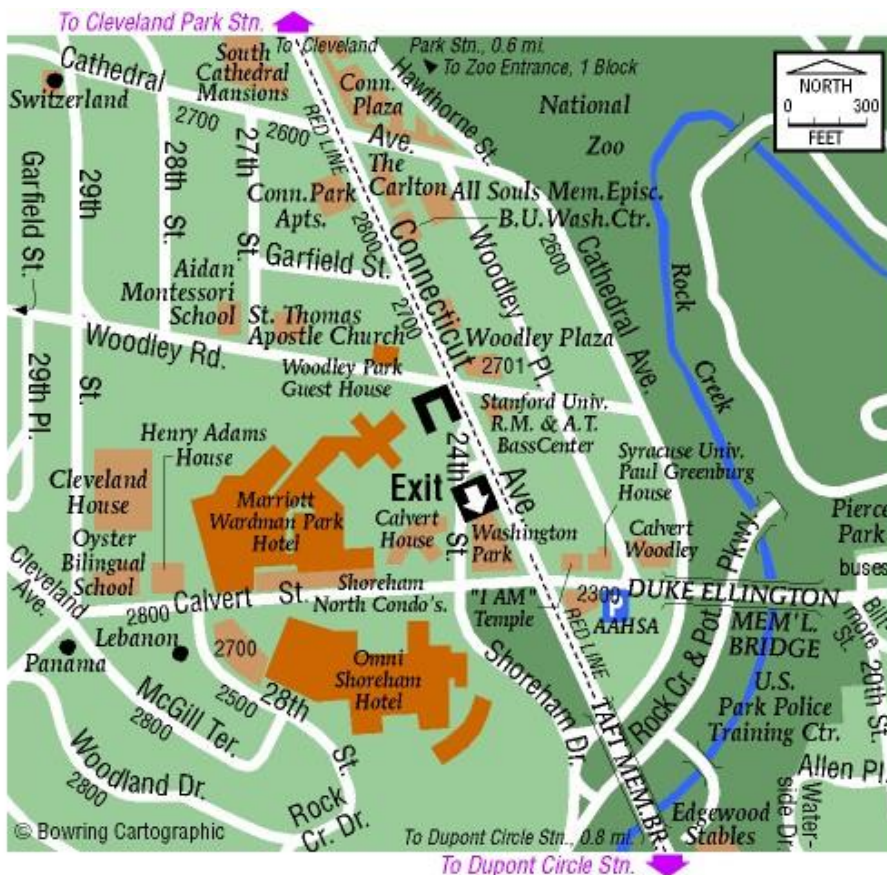 To Cleveland Park Stn.
To Cleveland Park Stn., 0.6 mi.
To Zoo Entrance, 1 Block
NORTH
0 300
FEET
Cathedral
Ave.
2700
2600
Switzerland
South
Cathedral
Mansions
Conn.
Plaza
Hawthorne St.
National
Zoo
RED LINE
Garfield St.
29th
St.
28th
St.
27th
St.
The
Carlton
Conn. Park
Apts.
2800
All Souls Mem. Episc.
B.U. Wash. Ctr.
Connecticut
Ave
2700
Woodley
Pl.
2600
Cathedral Ave.
Rock
Creek
Garfield St.
Aidan
Montessori
School
St. Thomas
Apostle Church
Woodley Rd.
Woodley Park
Guest House
Woodley Plaza
2701
29th Pl.
Stanford Univ.
R.M. & A.T.
BassCenter
24th
St.
Henry Adams
House
Syracuse Univ.
Paul Greenburg
House
Cleveland
House
Marriott
Wardman Park
Hotel
Exit
Calvert
House
Washington
Park
Calvert
Woodley
Pierce
Park
buses
Oyster
Bilingual
School
Cleveland
Ave.
2800
Calvert St.
Shoreham
North Condo's.
"I AM"
Temple
2300
P
AAHSA
DUKE ELLINGTON
MEM'L.
BRIDGE
Rock Cr. & Pot. Pkwy.
Lebanon
Panama
2700
2500
28th
St.
Omni
Shoreham
Hotel
Shoreham Dr.
RED LINE
TAFT MEM. BR.
U.S.
Park Police
Training Ctr.
20th St.
McGill Ter.
2800
Woodland Dr.
2800
Rock
Cr. Dr.
Allen Pl.
Water-
side Dr.
Edgewood
Stables
© Bowring Cartographic
To Dupont Circle Stn., 0.8 mi.
To Dupont Circle Stn.